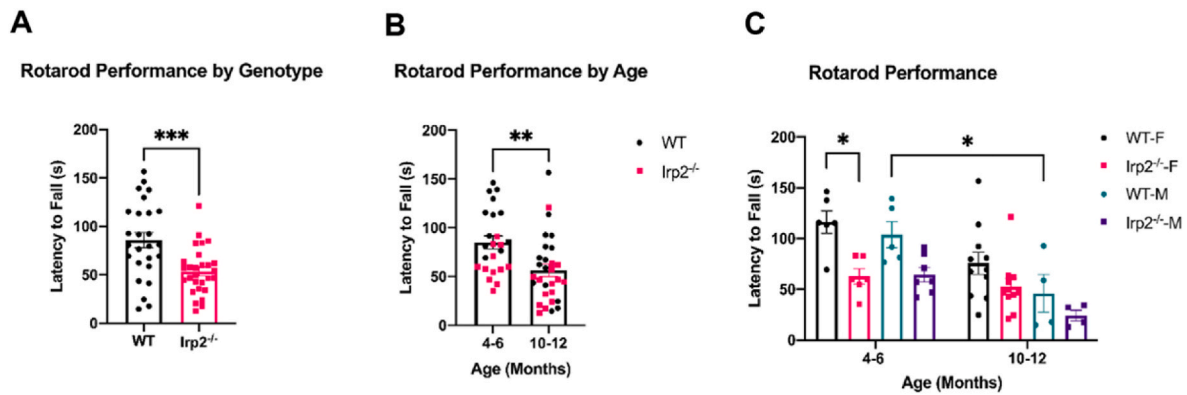 A
Rotarod Performance by Genotype
***
Latency to Fall (s)
200
150
100
50
0
WT
Irp2⁻/⁻
B
Rotarod Performance by Age
**
WT
Irp2⁻/⁻
Latency to Fall (s)
200
150
100
50
0
4-6
10-12
Age (Months)
C
Rotarod Performance
*
*
WT-F
Irp2⁻/⁻-F
WT-M
Irp2⁻/⁻-M
Latency to Fall (s)
200
150
100
50
0
4-6
10-12
Age (Months)